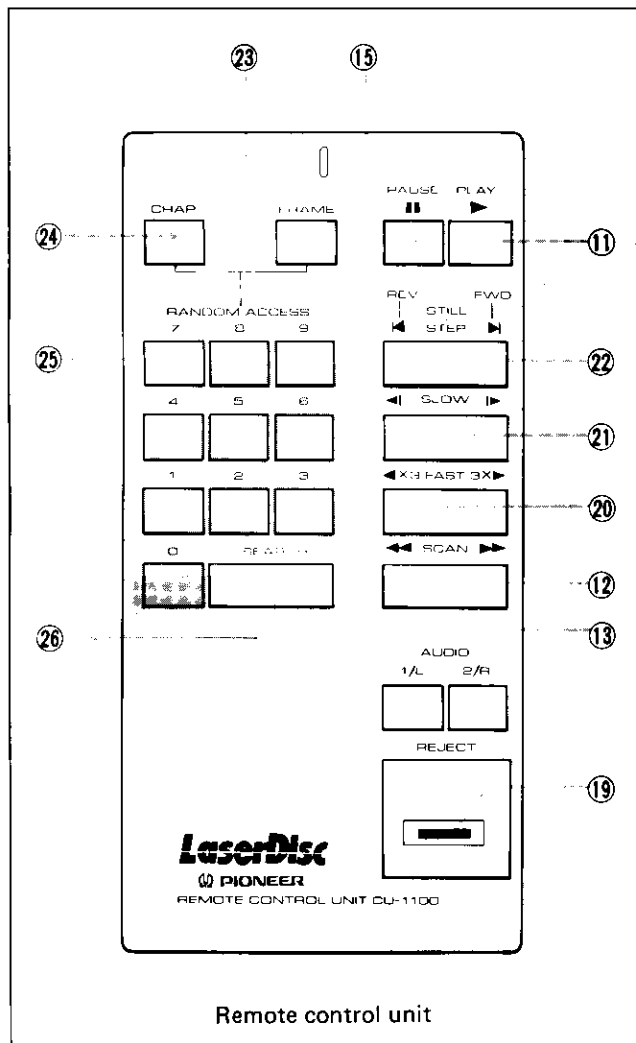 23 15
PAUSE PLAY
CHAP FRAME
24 11
REV FWD
STILL
RANDOM ACCESS
STEP
7 8 9
25 22
4 5 6 SLOW
21
1 2 3 X3 FAST 3X
20
0 SCAN
12
26 13
AUDIO
1/L 2/R
REJECT
19
LaserDisc
PIONEER
REMOTE CONTROL UNIT CU-1100
Remote control unit